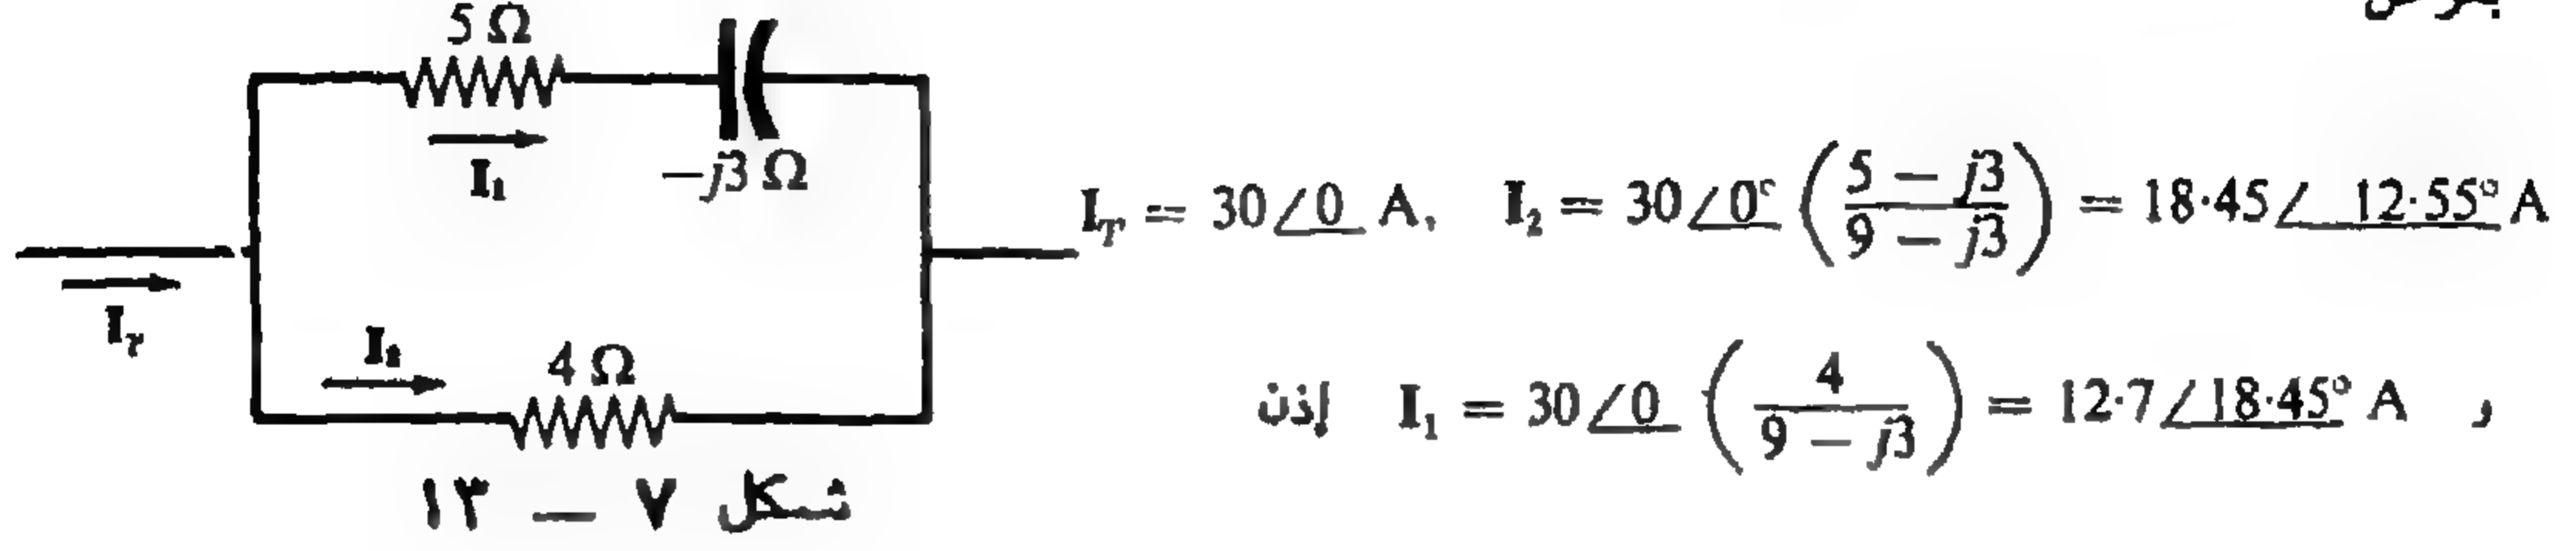 5 Ω
I₁
−j3 Ω
I_T
I₂
4 Ω
شكل ٧ − ١٣
I_T = 30∠0 A, I₂ = 30∠0° (5 − j3 / 9 − j3) = 18·45∠ 12·55° A
إذن I₁ = 30∠0 (4 / 9 − j3) = 12·7∠18·45° A ,